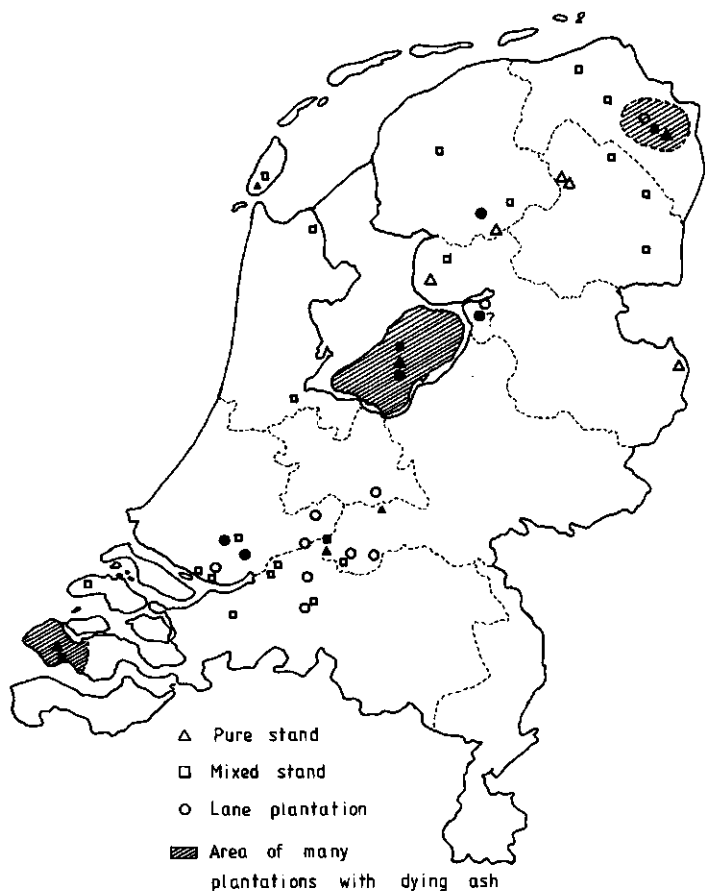 ?
Pure stand
Mixed stand
Lane plantation
Area of many
plantations with dying ash